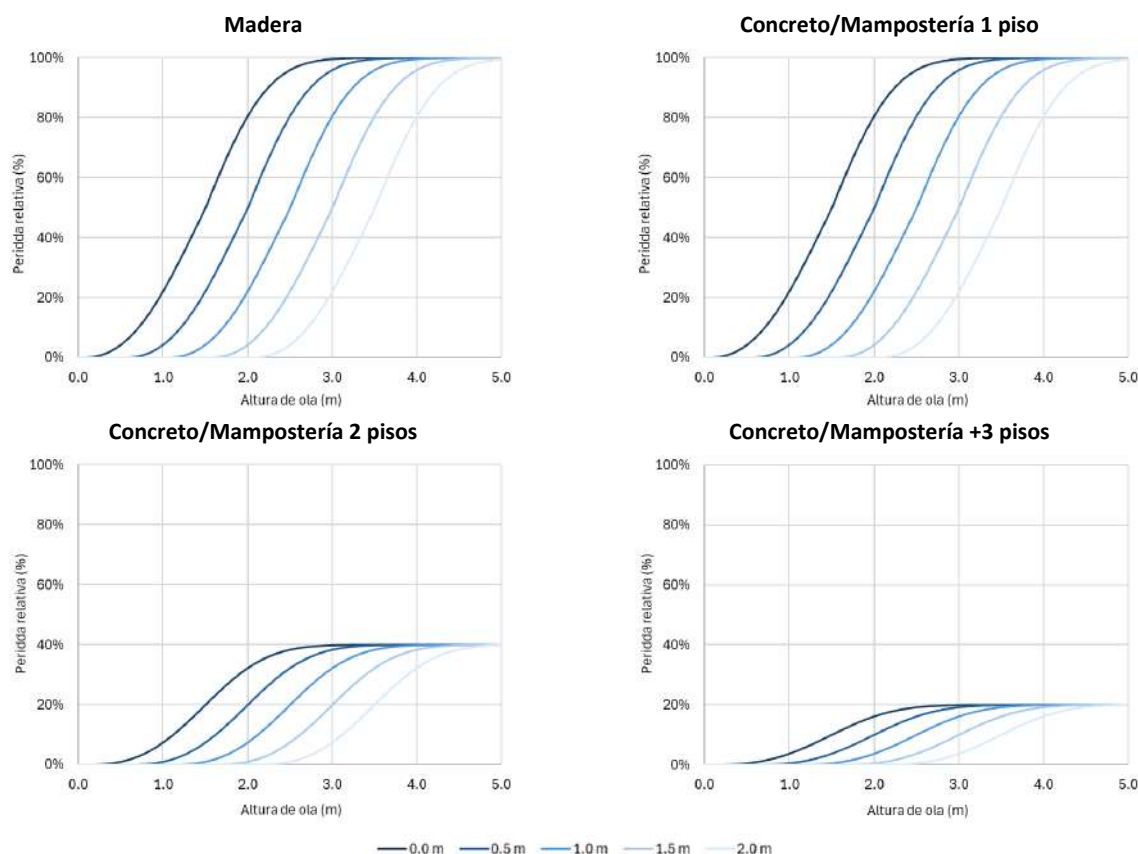 Madera
100%
80%
60%
40%
20%
0%
Peridda relativa (%)
0.0 1.0 2.0 3.0 4.0 5.0
Altura de ola (m)
Concreto/Mampostería 1 piso
100%
80%
60%
40%
20%
0%
Peridda relativa (%)
0.0 1.0 2.0 3.0 4.0 5.0
Altura de ola (m)
Concreto/Mampostería 2 pisos
100%
80%
60%
40%
20%
0%
Peridda relativa (%)
0.0 1.0 2.0 3.0 4.0 5.0
Altura de ola (m)
Concreto/Mampostería +3 pisos
100%
80%
60%
40%
20%
0%
Peridda relativa (%)
0.0 1.0 2.0 3.0 4.0 5.0
Altura de ola (m)
0.0 m 0.5 m 1.0 m 1.5 m 2.0 m